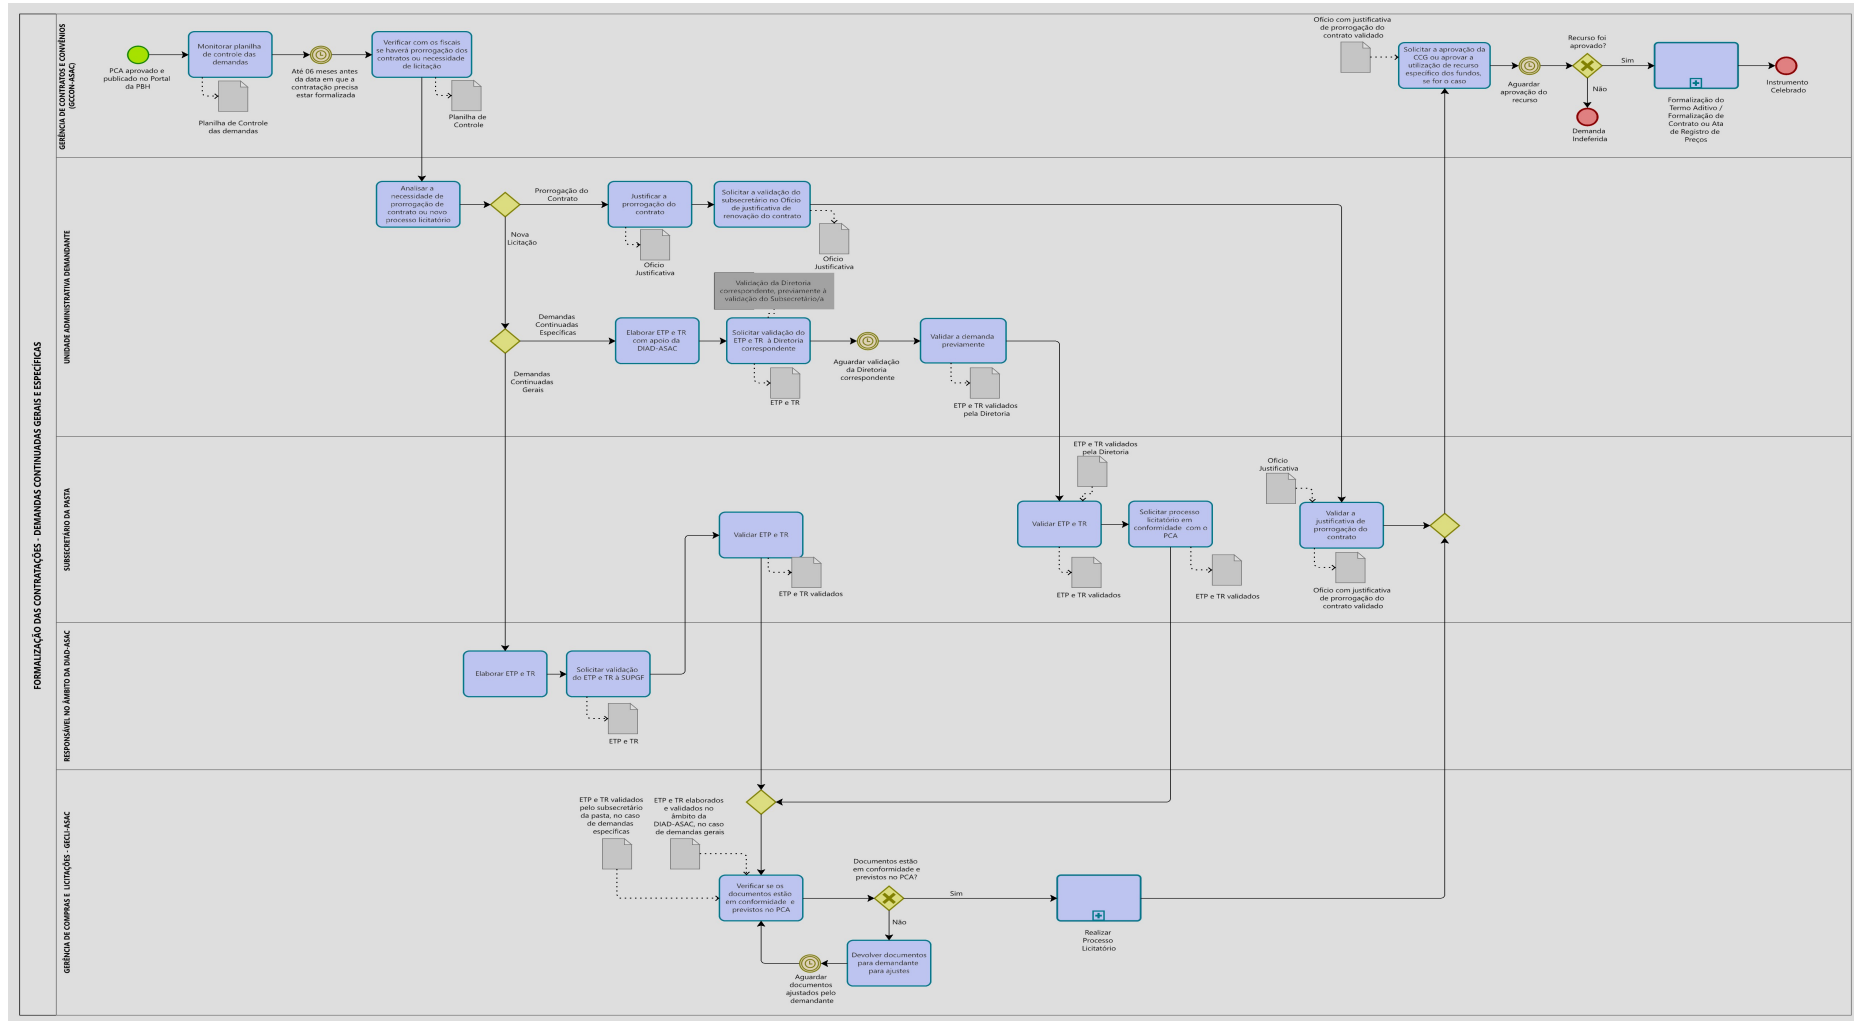 FORMALIZAÇÃO DAS CONTRATAÇÕES - DEMANDAS CONTINUADAS GERAIS E ESPECÍFICAS
GERÊNCIA DE CONTRATOS E CONVÊNIOS
(GCCON-ASAC)
PCA aprovado e
publicado no Portal
da PBH
Monitorar planilha
de controle das
demandas
Planilha de Controle
das demandas
Até 06 meses antes
da data em que a
contratação precisa
estar formalizada
Verificar com os fiscais
se haverá prorrogação dos
contratos ou necessidade
de licitação
Planilha de
Controle
Ofício com justificativa
de prorrogação do
contrato validado
Solicitar a aprovação da
CCG ou aprovar a
utilização de recurso
específico dos fundos,
se for o caso
Aguardar
aprovação do
recurso
Recurso foi
aprovado?
Sim
Não
Demanda
Indeferida
Formalização do
Termo Aditivo /
Formalização de
Contrato ou Ata
de Registro de
Preços
Instrumento
Celebrado
UNIDADE ADMINISTRATIVA DEMANDANTE
Analisar a
necessidade de
prorrogação de
contrato ou novo
processo licitatório
Prorrogação do
Contrato
Nova
Licitação
Justificar a
prorrogação do
contrato
Oficio
Justificativa
Solicitar a validação do
subsecretário no Ofício
de justificativa de
renovação do contrato
Oficio
Justificativa
Validação da Diretoria
correspondente, previamente à
validação do Subsecretário/a
Demandas
Continuadas
Específicas
Elaborar ETP e TR
com apoio da
DIAD-ASAC
Solicitar validação do
ETP e TR à Diretoria
correspondente
ETP e TR
Aguardar validação
da Diretoria
correspondente
Validar a demanda
previamente
ETP e TR validados
pela Diretoria
Demandas
Continuadas
Gerais
SUBSECRETÁRIO DA PASTA
Validar ETP e TR
ETP e TR validados
ETP e TR validados
pela Diretoria
Validar ETP e TR
ETP e TR validados
Solicitar processo
licitatório em
conformidade com o
PCA
ETP e TR validados
Oficio
Justificativa
Validar a
justificativa de
prorrogação do
contrato
Ofício com justificativa
de prorrogação do
contrato validado
RESPONSÁVEL NO ÂMBITO DA DIAD-ASAC
Elaborar ETP e TR
Solicitar validação
do ETP e TR à SUPGF
ETP e TR
GERÊNCIA DE COMPRAS E LICITAÇÕES - GECLI-ASAC
ETP e TR validados
pelo subsecretário
da pasta, no caso
de demandas
específicas
ETP e TR elaborados
e validados no
âmbito da
DIAD-ASAC, no caso
de demandas gerais
Verificar se os
documentos estão
em conformidade e
previstos no PCA
Documentos estão
em conformidade e
previstos no PCA?
Sim
Não
Devolver documentos
para demandante
para ajustes
Aguardar
documentos
ajustados pelo
demandante
Realizar
Processo
Licitatório